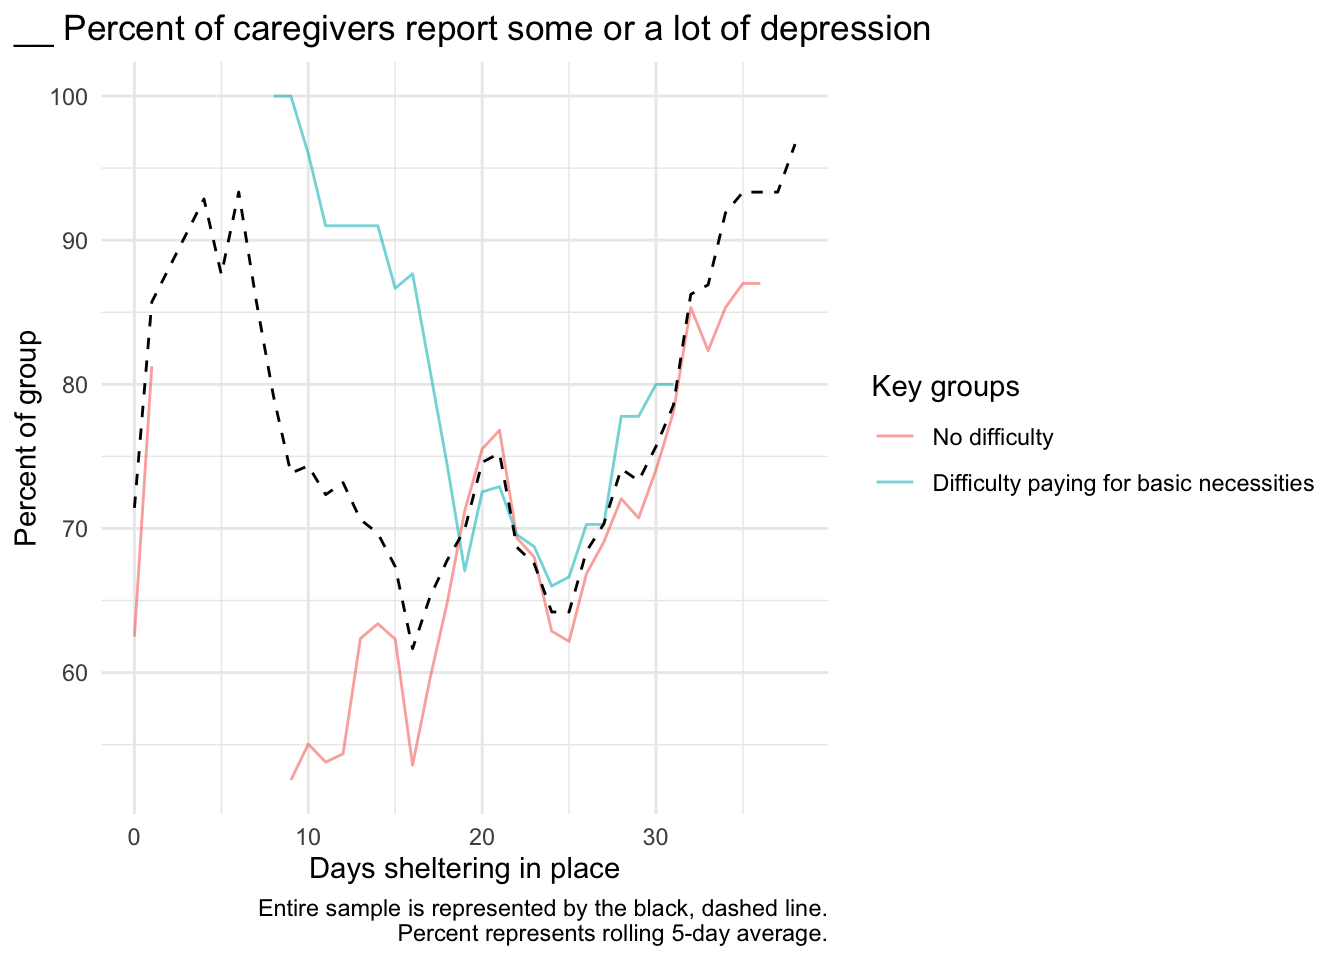 __ Percent of caregivers report some or a lot of depression
Percent of group
100
90
80
70
60
0 10 20 30
Days sheltering in place
Key groups
No difficulty
Difficulty paying for basic necessities
Entire sample is represented by the black, dashed line.
Percent represents rolling 5-day average.